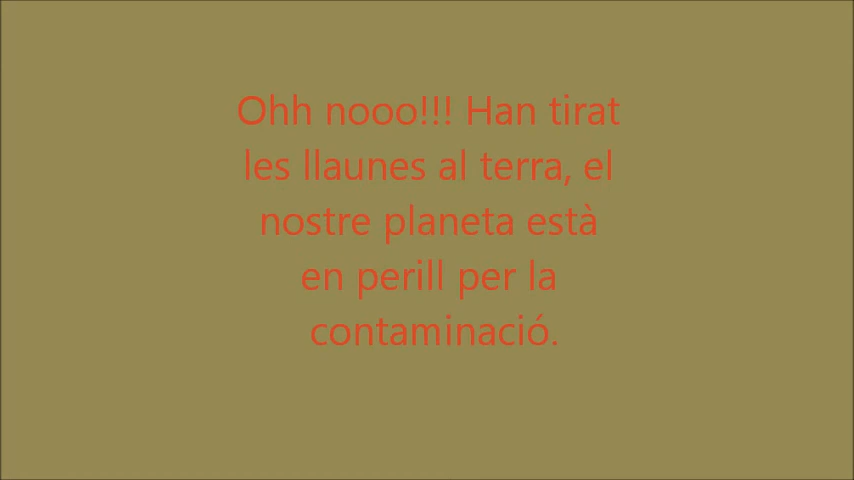 Ohh nooo!!! Han tirat
les llaunes al terra, el
nostre planeta està
en perill per la
contaminació.